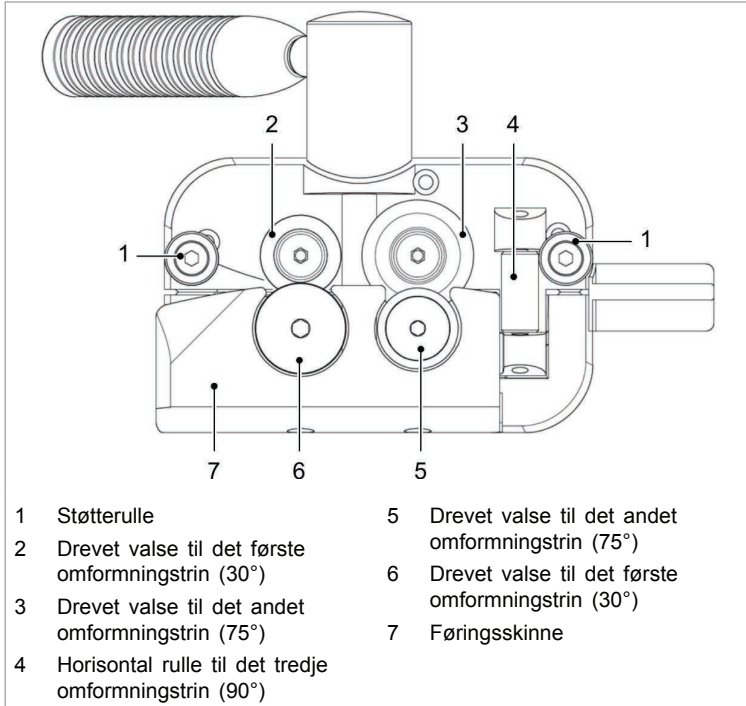 2
3
4
1
1
7
6
5
1 Støtterulle
2 Drevet valse til det første
omformningstrin (30°)
3 Drevet valse til det andet
omformningstrin (75°)
4 Horisontal rulle til det tredje
omformningstrin (90°)
5 Drevet valse til det andet
omformningstrin (75°)
6 Drevet valse til det første
omformningstrin (30°)
7 Føringsskinne